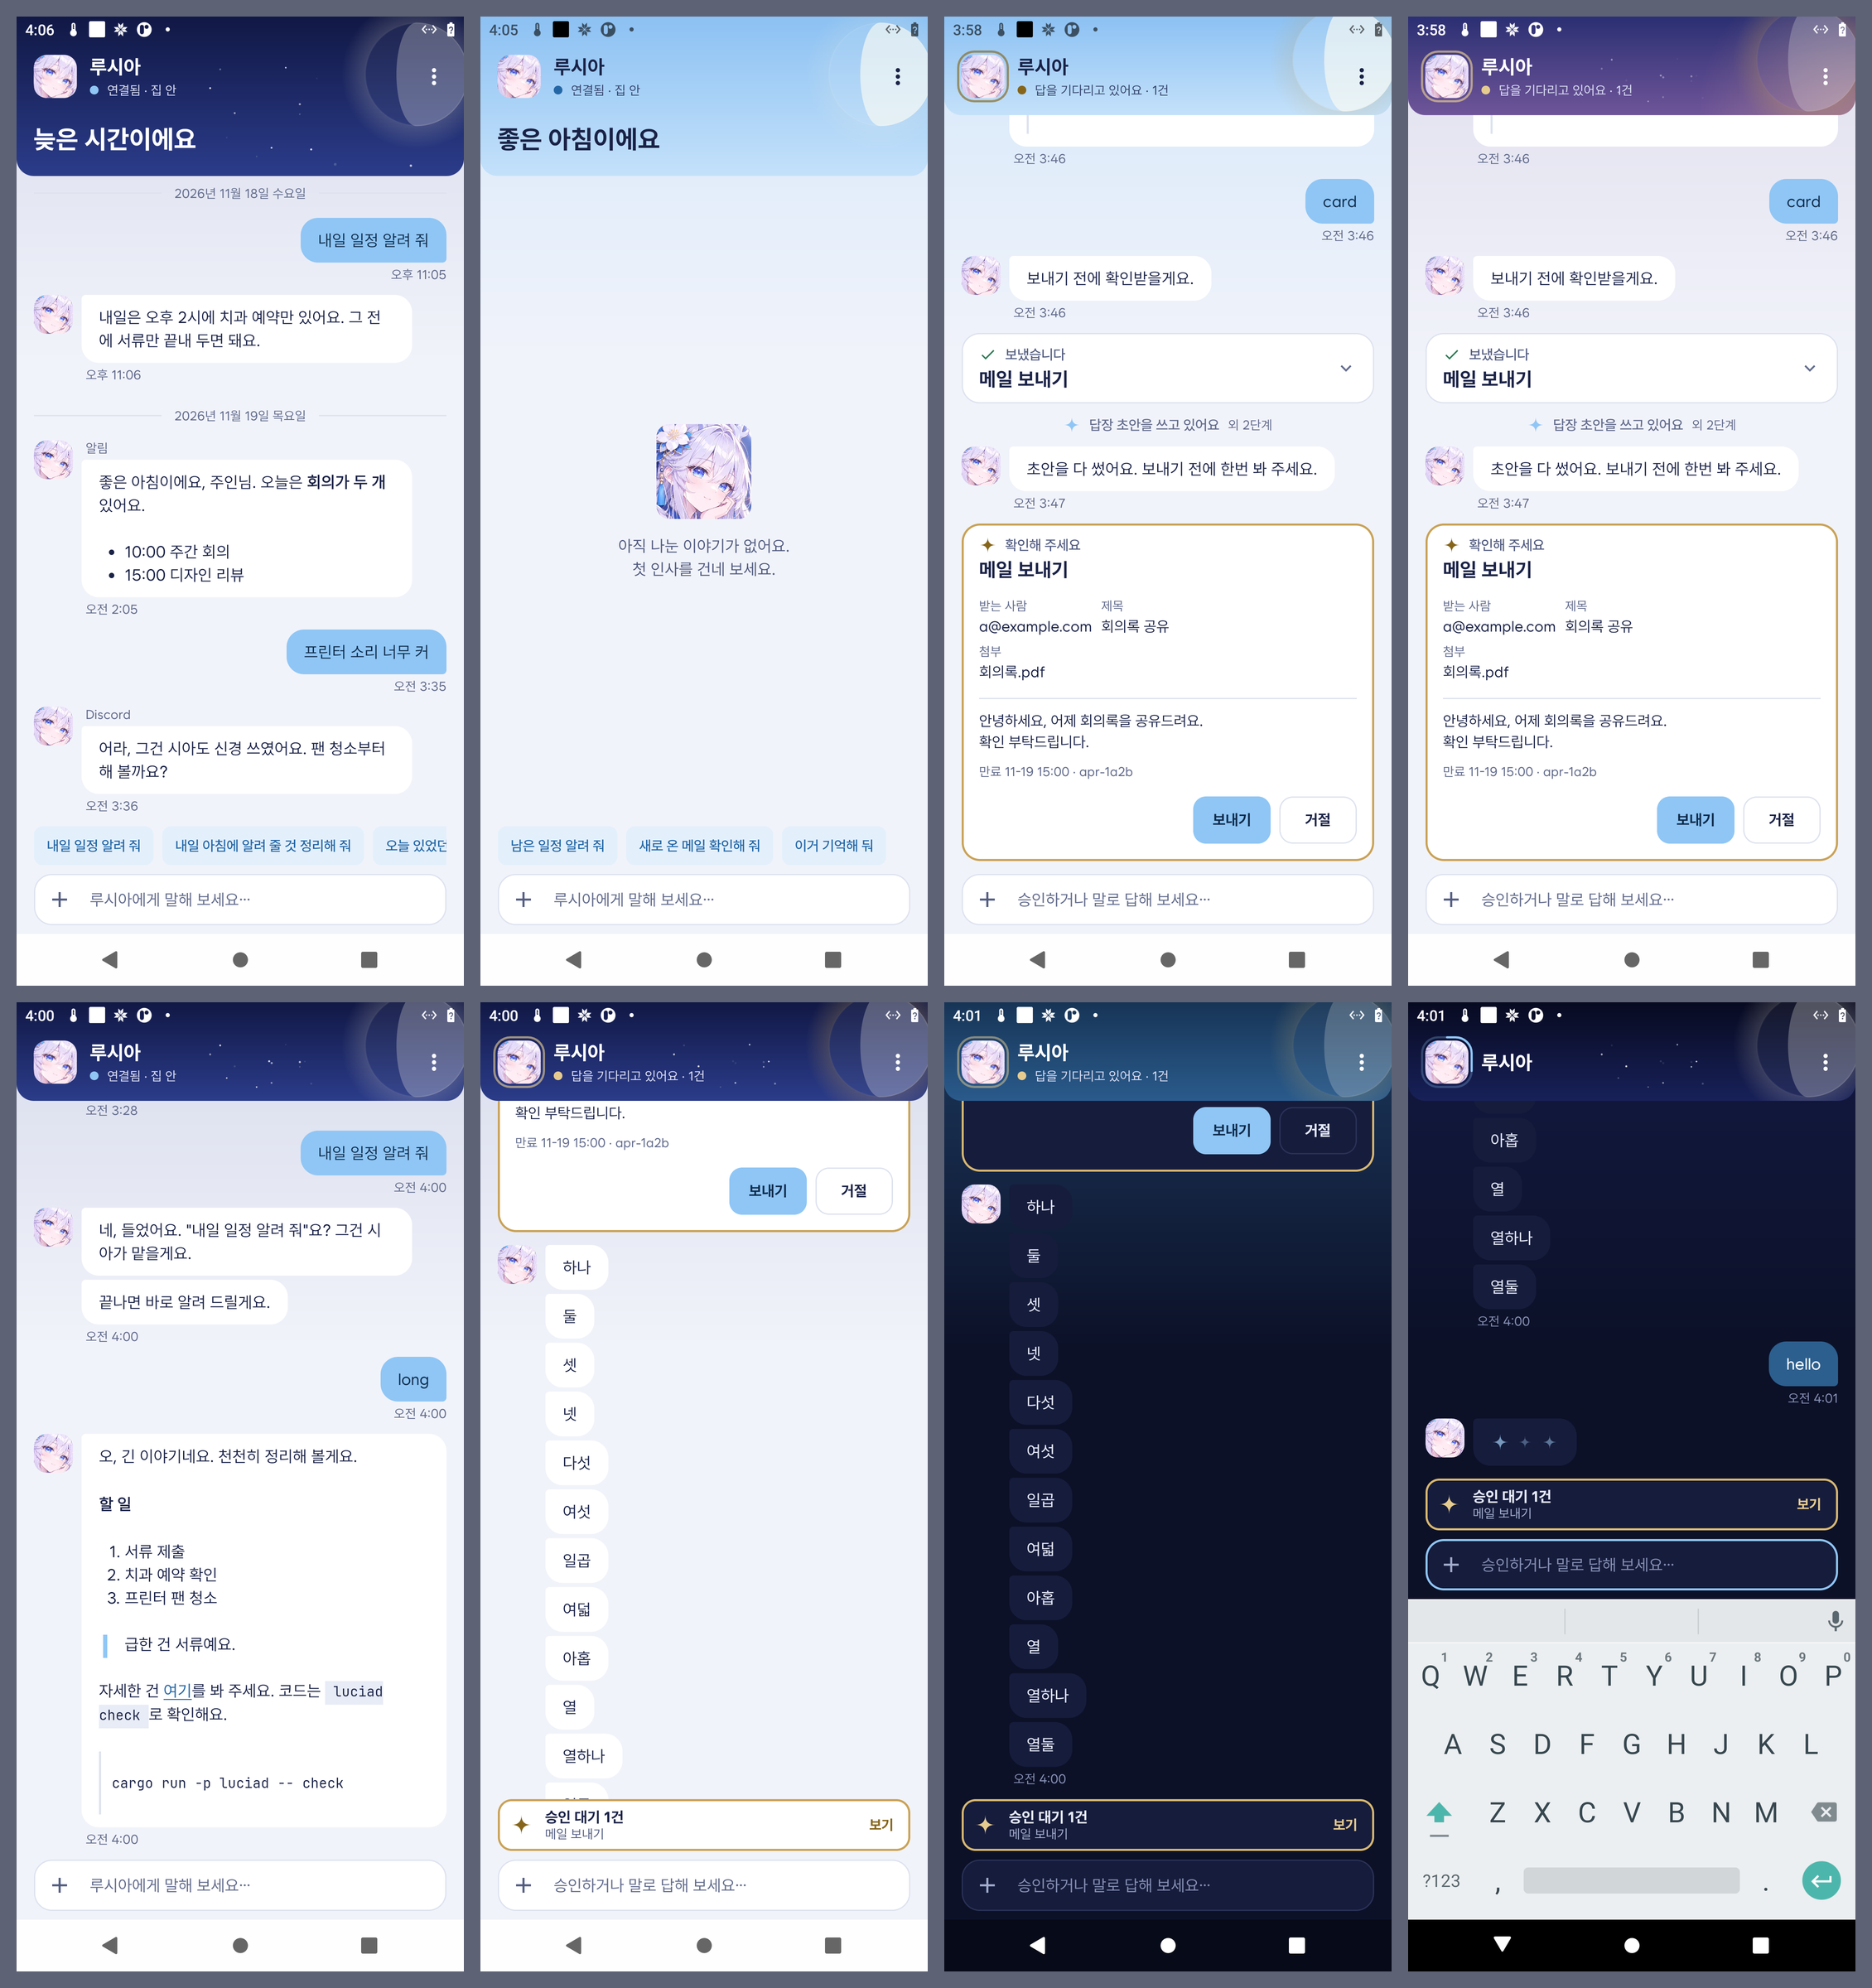 4:06
루시아
연결됨 · 집 안
늦은 시간이에요
2026년 11월 18일 수요일
내일 일정 알려 줘
오후 11:05
내일은 오후 2시에 치과 예약만 있어요. 그 전
에 서류만 끝내 두면 돼요.
오후 11:06
2026년 11월 19일 목요일
알림
좋은 아침이에요, 주인님. 오늘은 회의가 두 개
있어요.
• 10:00 주간 회의
• 15:00 디자인 리뷰
오전 2:05
프린터 소리 너무 커
오전 3:35
Discord
어라, 그건 시아도 신경 쓰였어요. 팬 청소부터
해 볼까요?
오전 3:36
내일 일정 알려 줘
내일 아침에 알려 줄 것 정리해 줘
오늘 있었던
루시아에게 말해 보세요…
4:05
루시아
연결됨 · 집 안
좋은 아침이에요
아직 나눈 이야기가 없어요.
첫 인사를 건네 보세요.
남은 일정 알려 줘
새로 온 메일 확인해 줘
이거 기억해 둬
루시아에게 말해 보세요…
3:58
루시아
답을 기다리고 있어요 · 1건
오전 3:46
card
오전 3:46
보내기 전에 확인받을게요.
오전 3:46
보냈습니다
메일 보내기
답장 초안을 쓰고 있어요 외 2단계
초안을 다 썼어요. 보내기 전에 한번 봐 주세요.
오전 3:47
확인해 주세요
메일 보내기
받는 사람 제목
a@example.com 회의록 공유
첨부
회의록.pdf
안녕하세요, 어제 회의록을 공유드려요.
확인 부탁드립니다.
만료 11-19 15:00 · apr-1a2b
보내기 거절
승인하거나 말로 답해 보세요…
3:58
루시아
답을 기다리고 있어요 · 1건
오전 3:46
card
오전 3:46
보내기 전에 확인받을게요.
오전 3:46
보냈습니다
메일 보내기
답장 초안을 쓰고 있어요 외 2단계
초안을 다 썼어요. 보내기 전에 한번 봐 주세요.
오전 3:47
확인해 주세요
메일 보내기
받는 사람 제목
a@example.com 회의록 공유
첨부
회의록.pdf
안녕하세요, 어제 회의록을 공유드려요.
확인 부탁드립니다.
만료 11-19 15:00 · apr-1a2b
보내기 거절
승인하거나 말로 답해 보세요…
4:00
루시아
연결됨 · 집 안
오전 3:28
내일 일정 알려 줘
오전 4:00
네, 들었어요. "내일 일정 알려 줘"요? 그건 시
아가 맡을게요.
끝나면 바로 알려 드릴게요.
오전 4:00
long
오전 4:00
오, 긴 이야기네요. 천천히 정리해 볼게요.
할 일
1. 서류 제출
2. 치과 예약 확인
3. 프린터 팬 청소
급한 건 서류예요.
자세한 건 여기를 봐 주세요. 코드는 luciad
check 로 확인해요.
cargo run -p luciad -- check
오전 4:00
루시아에게 말해 보세요…
4:00
루시아
답을 기다리고 있어요 · 1건
확인 부탁드립니다.
만료 11-19 15:00 · apr-1a2b
보내기 거절
하나
둘
셋
넷
다섯
여섯
일곱
여덟
아홉
열
열하나
승인 대기 1건
메일 보내기
보기
승인하거나 말로 답해 보세요…
4:01
루시아
답을 기다리고 있어요 · 1건
보내기 거절
하나
둘
셋
넷
다섯
여섯
일곱
여덟
아홉
열
열하나
열둘
오전 4:00
승인 대기 1건
메일 보내기
보기
승인하거나 말로 답해 보세요…
4:01
루시아
아홉
열
열하나
열둘
오전 4:00
hello
오전 4:01
승인 대기 1건
메일 보내기
보기
승인하거나 말로 답해 보세요…
1 2 3 4 5 6 7 8 9 0
Q W E R T Y U I O P
A S D F G H J K L
Z X C V B N M
?123 , .